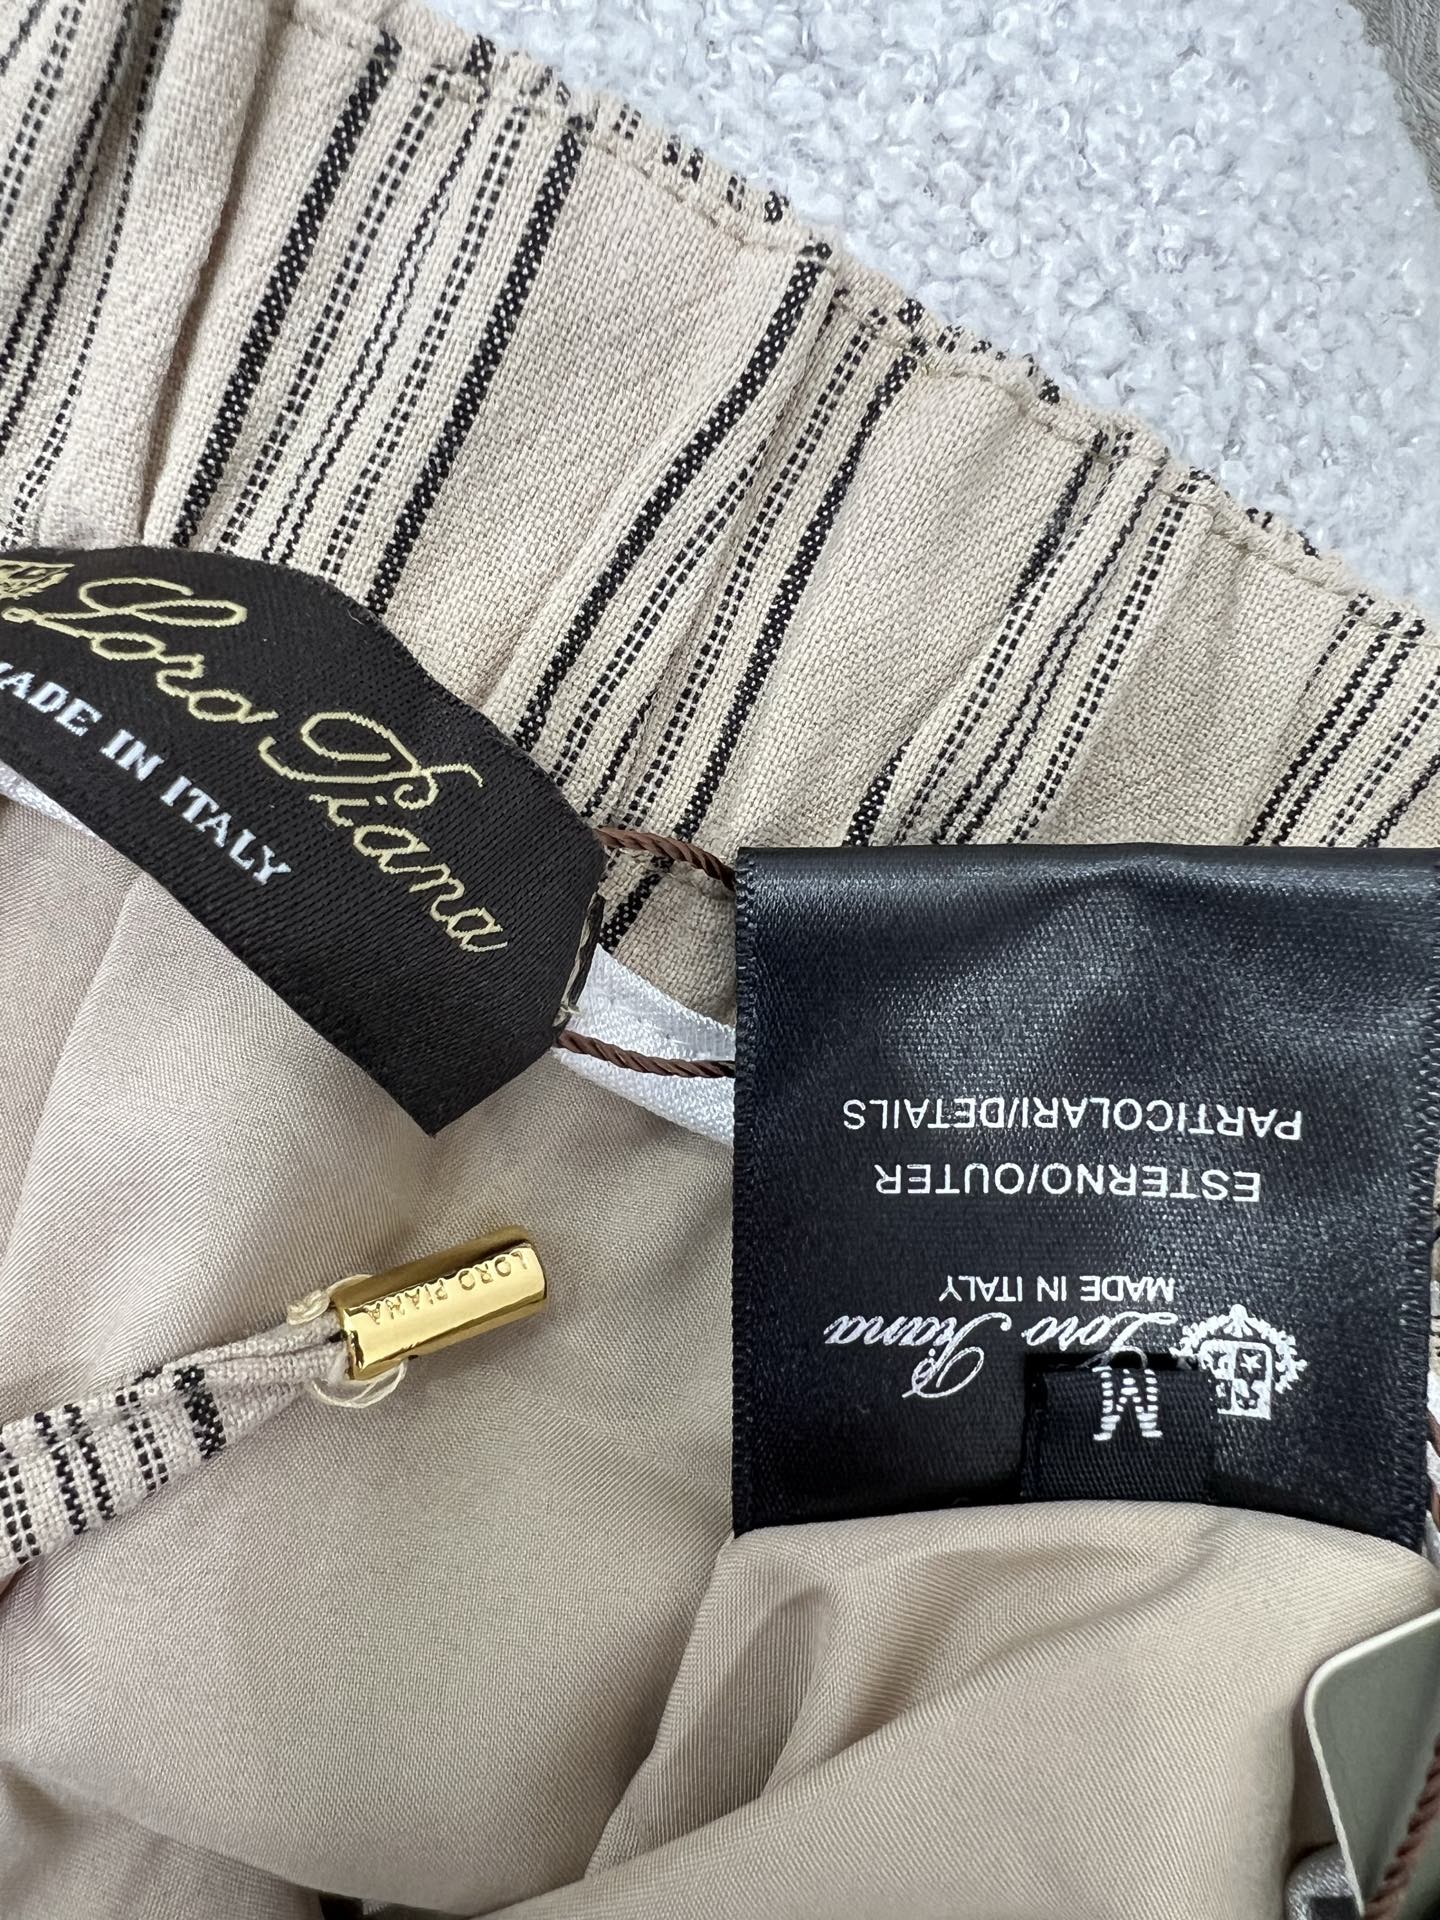 Loro Piana
MADE IN ITALY
LORO PIANA
M
Loro Piana
MADE IN ITALY
ESTERNO/OUTER
PARTICOLARI/DETAILS